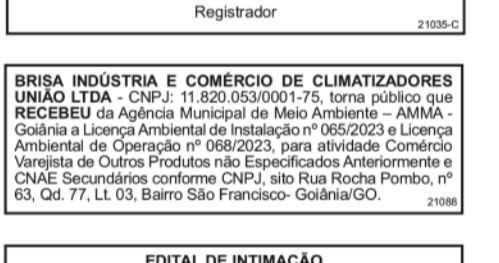 Registrador
21035-C
BRISA INDÚSTRIA E COMÉRCIO DE CLIMATIZADORES
UNIÃO LTDA - CNPJ: 11.820.053/0001-75, torna público que
RECEBEU da Agência Municipal de Meio Ambiente – AMMA -
Goiânia a Licença Ambiental de Instalação nº 065/2023 e Licença
Ambiental de Operação nº 068/2023, para atividade Comércio
Varejista de Outros Produtos não Especificados Anteriormente e
CNAE Secundários conforme CNPJ, sito Rua Rocha Pombo, nº
63, Qd. 77, Lt. 03, Bairro São Francisco- Goiânia/GO.
21088
EDITAL DE INTIMAÇÃO